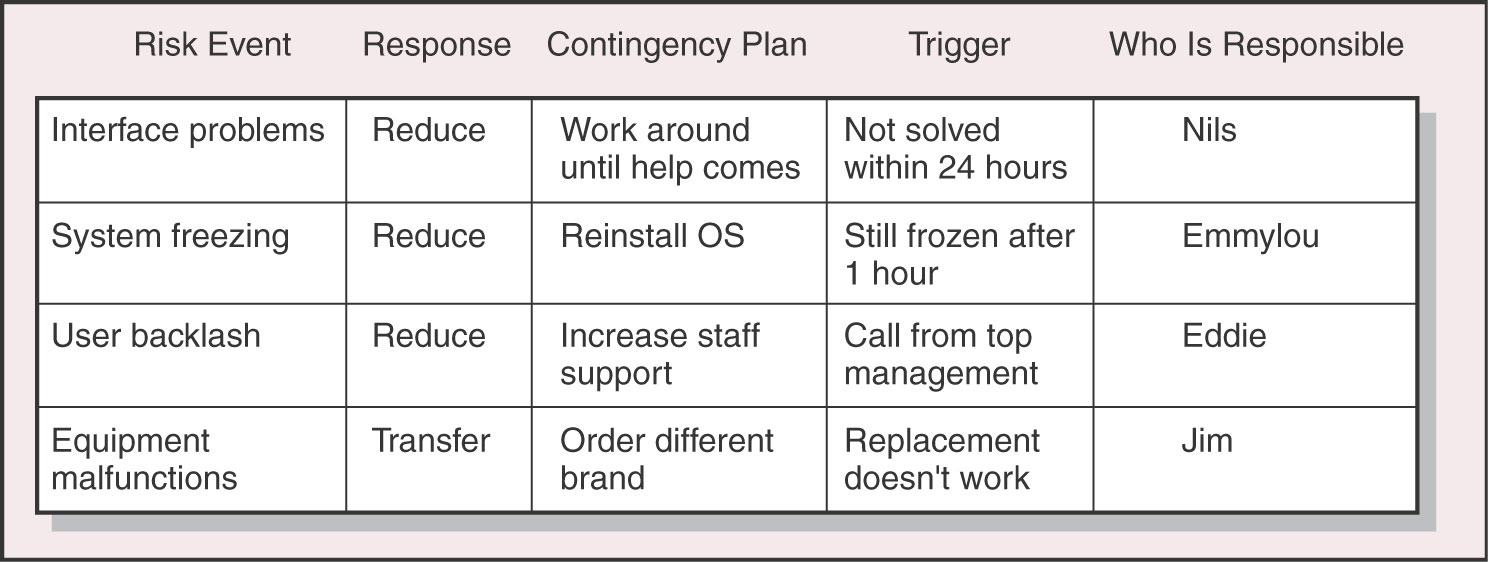 Risk Event Response Contingency Plan Trigger Who Is Responsible
Interface problems Reduce Work around Not solved Nils
until help comes within 24 hours
System freezing Reduce Reinstall OS Still frozen after Emmylou
1 hour
User backlash Reduce Increase staff Call from top Eddie
support management
Equipment Transfer Order different Replacement Jim
malfunctions brand doesn't work